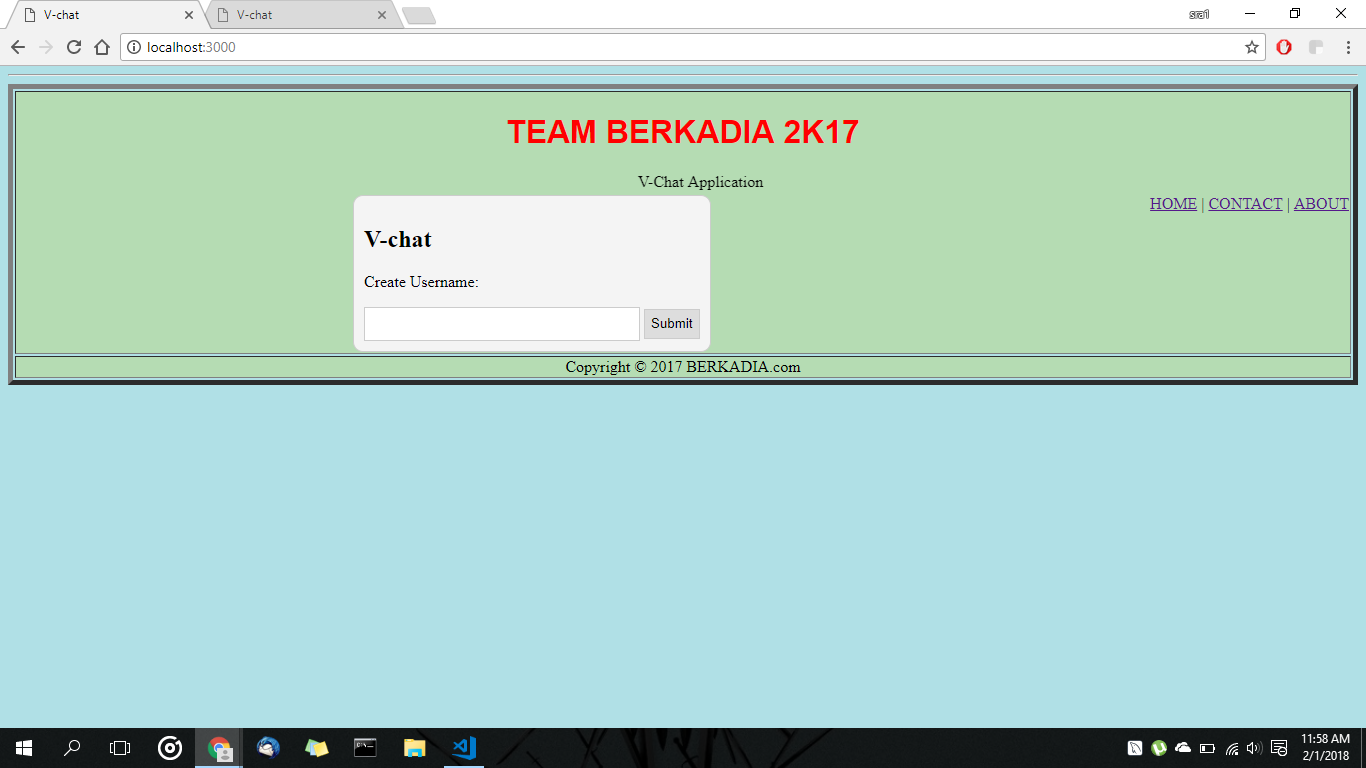 V-chat
V-chat
sra1
localhost:3000
TEAM BERKADIA 2K17
V-Chat Application
HOME | CONTACT | ABOUT
V-chat
Create Username:
Submit
Copyright © 2017 BERKADIA.com
11:58 AM
2/1/2018